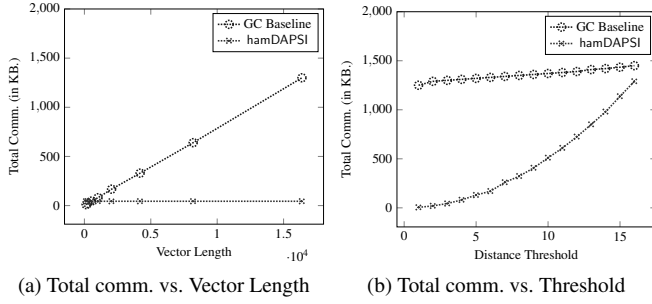 2,000
1,500
1,000
500
0
Total Comm. (in KB.)
GC Baseline
hamDAPSI
0 0.5 1 1.5
·10⁴
Vector Length
(a) Total comm. vs. Vector Length
2,000
1,500
1,000
500
0
Total Comm. (in KB.)
GC Baseline
hamDAPSI
0 5 10 15
Distance Threshold
(b) Total comm. vs. Threshold